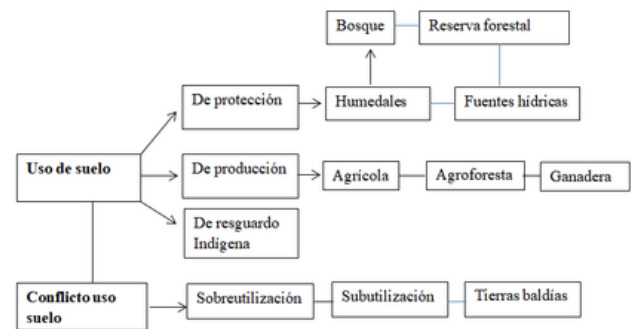 Bosque
Reserva forestal
De protección
Humedales
Fuentes hídricas
Uso de suelo
De producción
Agrícola
Agroforesta
Ganadera
De resguardo
Indígena
Conflicto uso
suelo
Sobreutilización
Subutilización
Tierras baldías